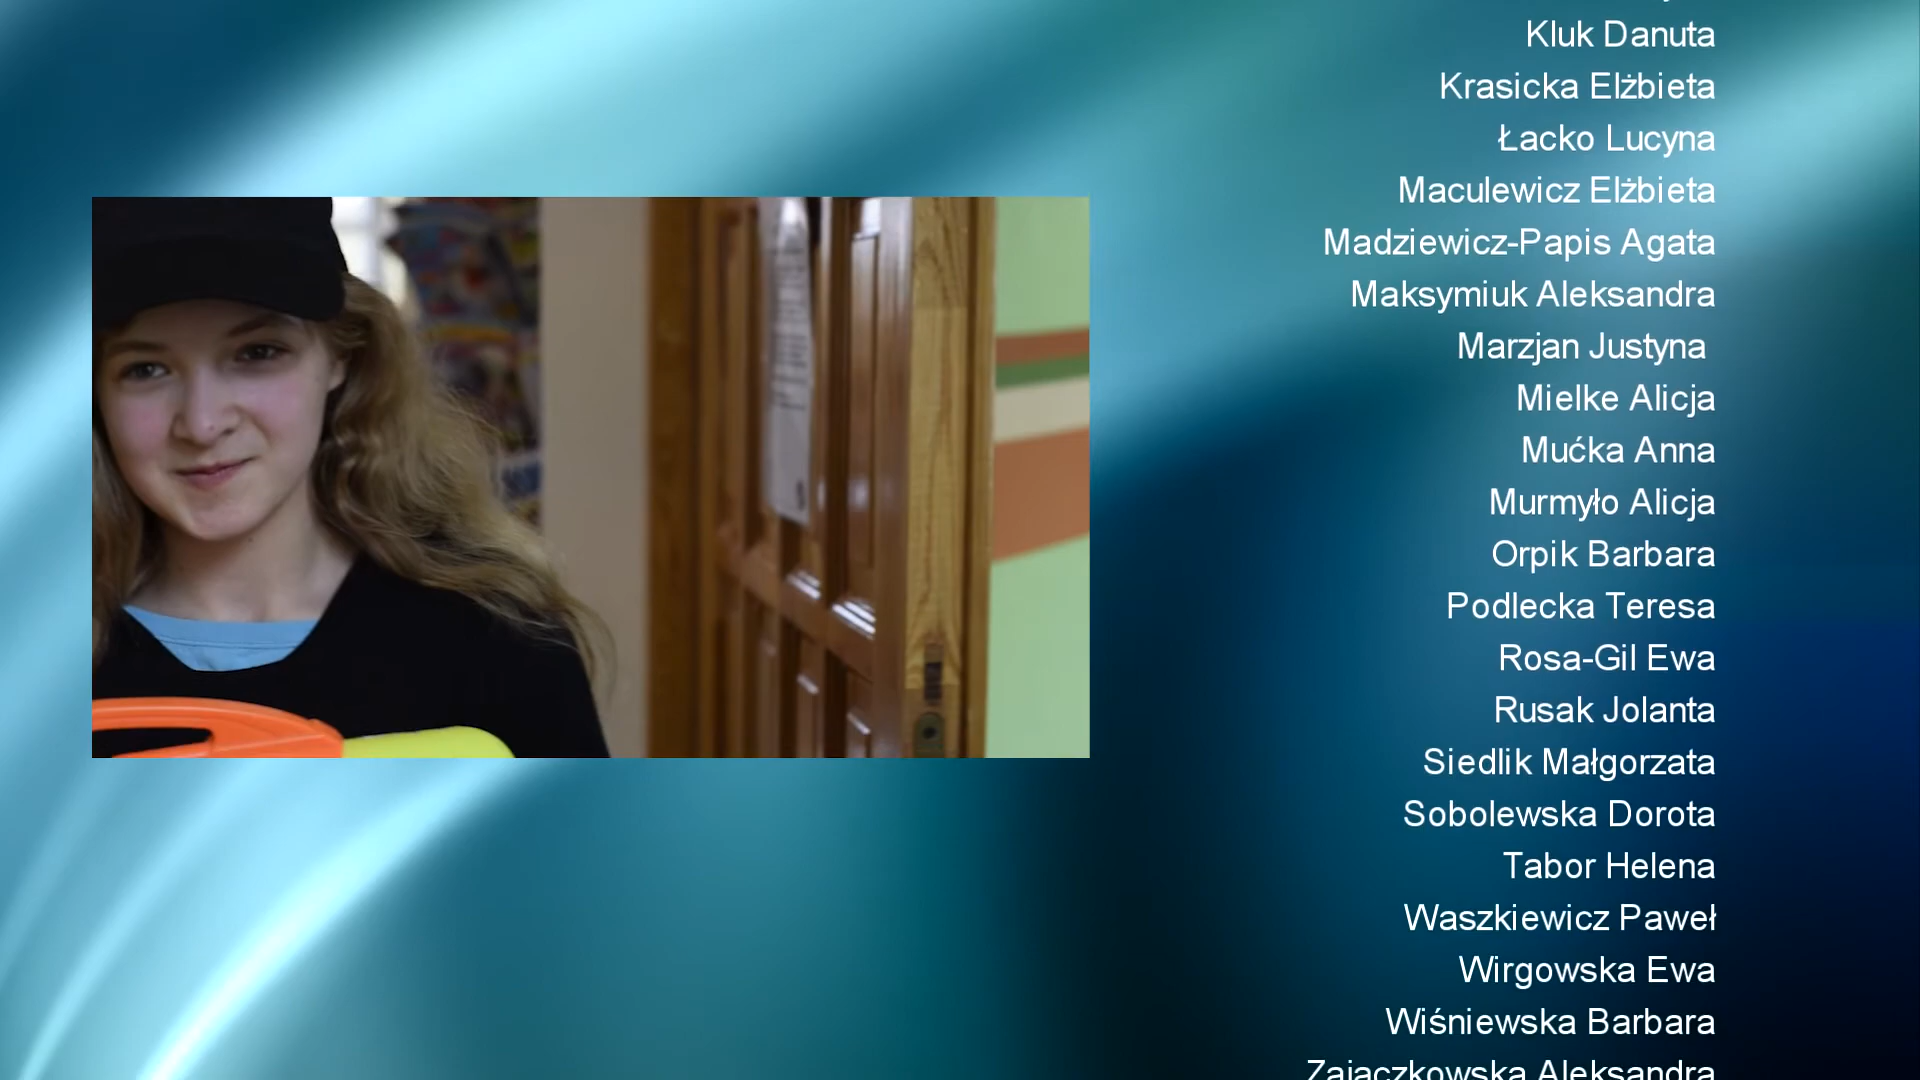 Kluk Danuta
Krasicka Elżbieta
Łacko Lucyna
Maculewicz Elżbieta
Madziewicz-Papis Agata
Maksymiuk Aleksandra
Marzjan Justyna
Mielke Alicja
Mućka Anna
Murmyło Alicja
Orpik Barbara
Podlecka Teresa
Rosa-Gil Ewa
Rusak Jolanta
Siedlik Małgorzata
Sobolewska Dorota
Tabor Helena
Waszkiewicz Paweł
Wirgowska Ewa
Wiśniewska Barbara
Zajączkowska Aleksandra